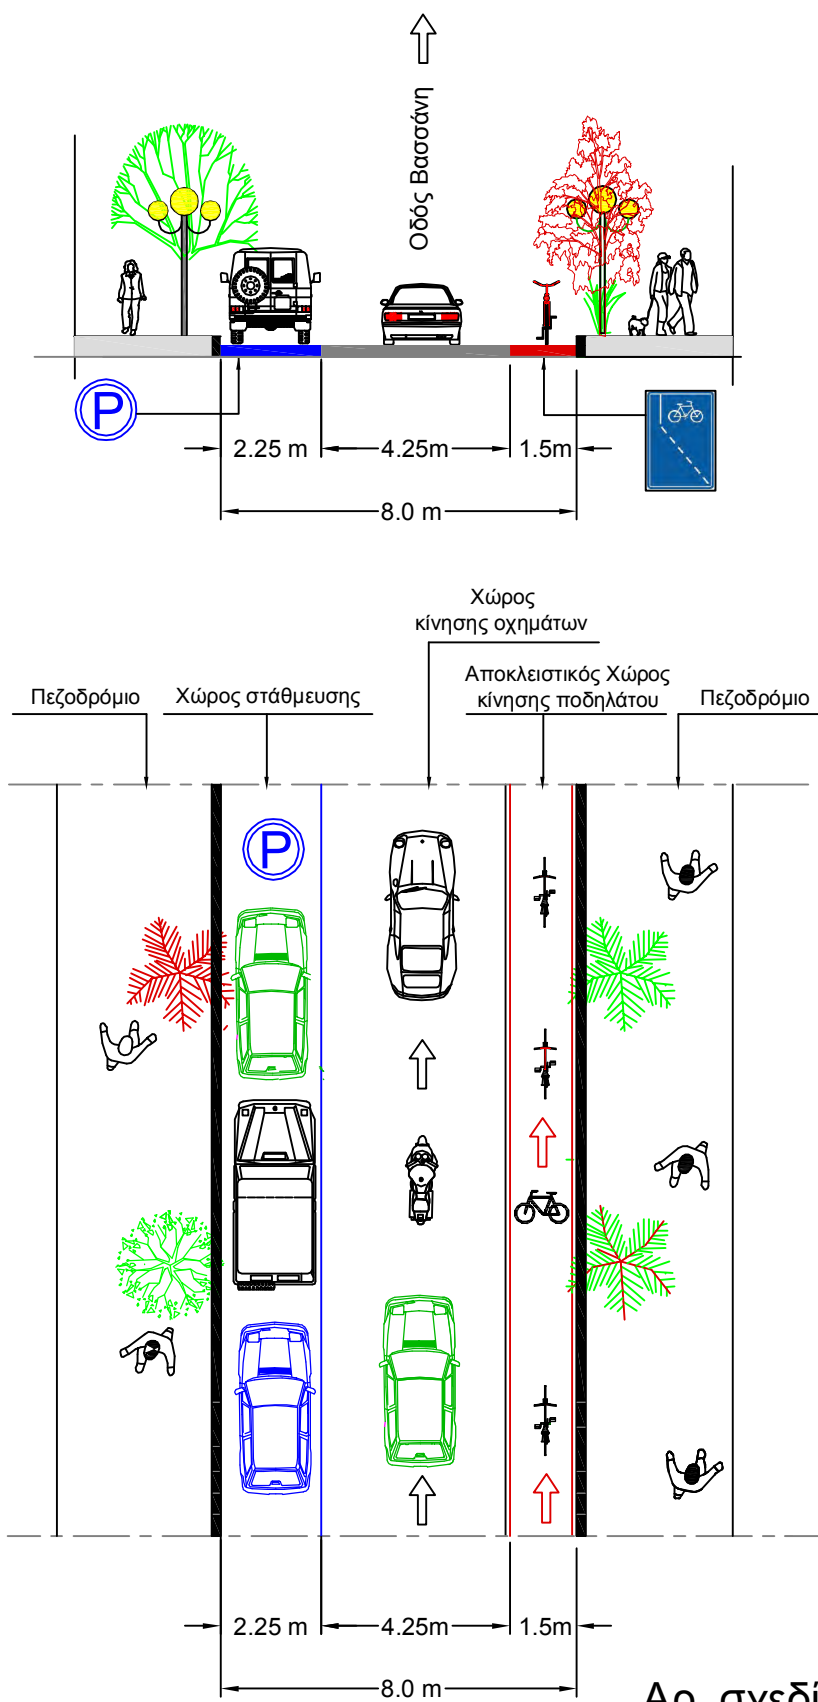 Οδός Βασσάνη
P
2.25 m
4.25m
1.5m
8.0 m
Χώρος
κίνησης οχημάτων
Πεζοδρόμιο
Χώρος στάθμευσης
Αποκλειστικός Χώρος
κίνησης ποδηλάτου
Πεζοδρόμιο
P
2.25 m
4.25m
1.5m
8.0 m